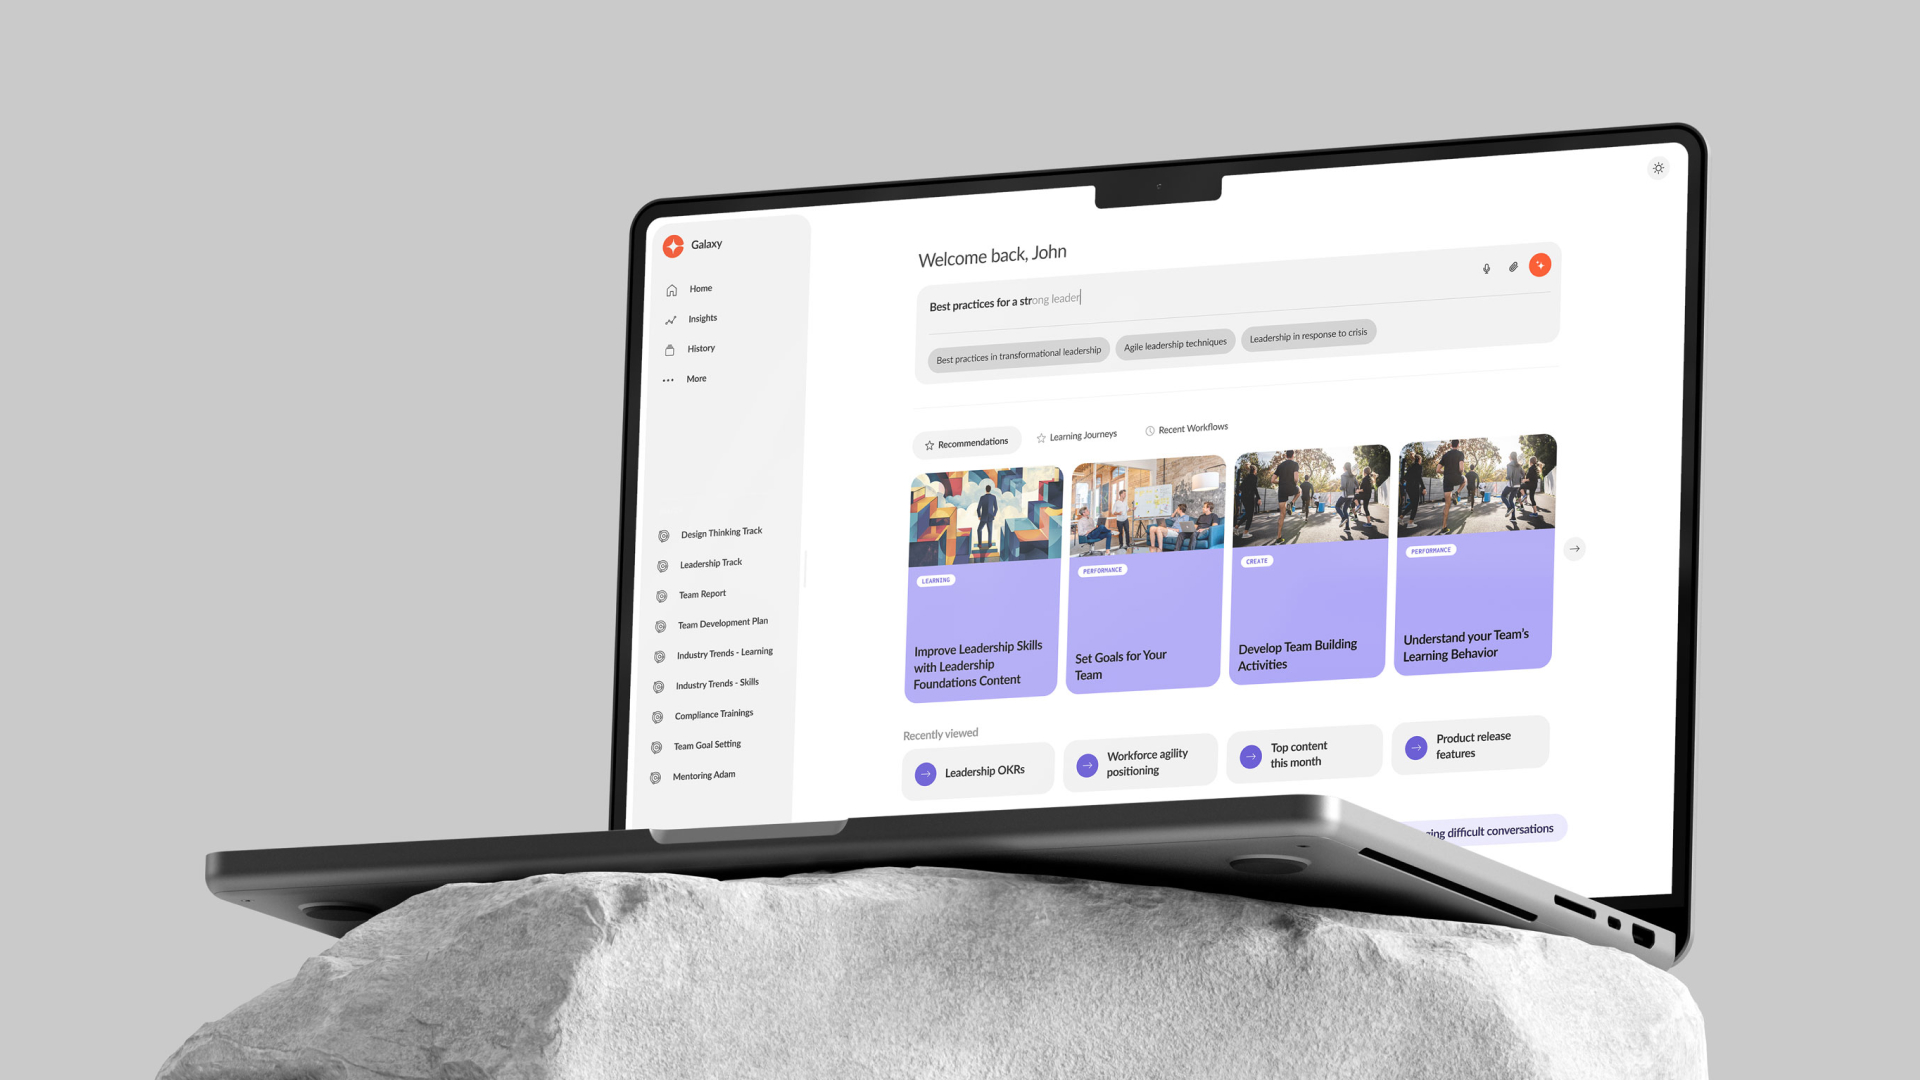 Galaxy
Home
Insights
History
More
Design Thinking Track
Leadership Track
Team Report
Team Development Plan
Industry Trends - Learning
Industry Trends - Skills
Compliance Trainings
Team Goal Setting
Mentoring Adam
Welcome back, John
Best practices for a strong leader
Best practices in transformational leadership
Agile leadership techniques
Leadership in response to crisis
Recommendations
Learning Journeys
Recent Workflows
LEARNING
Improve Leadership Skills
with Leadership
Foundations Content
PERFORMANCE
Set Goals for Your
Team
CREATE
Develop Team Building
Activities
PERFORMANCE
Understand your Team's
Learning Behavior
Recently viewed
Leadership OKRs
Workforce agility
positioning
Top content
this month
Product release
features
difficult conversations